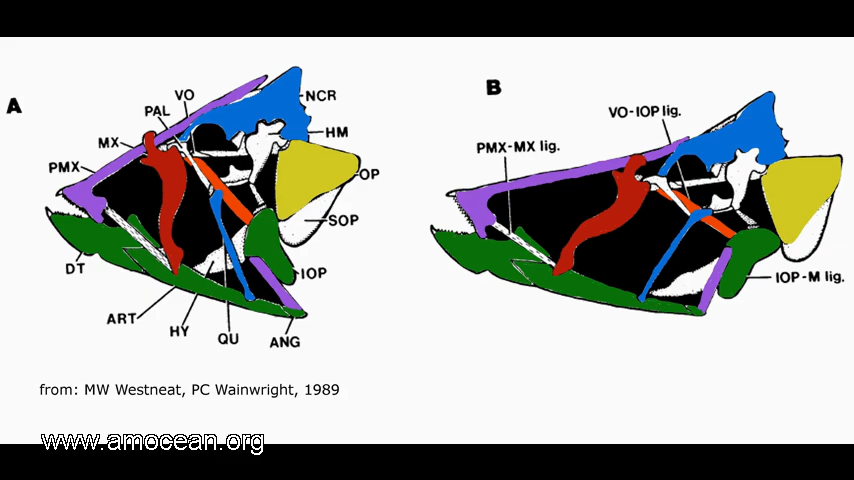 A
VO
PAL
NCR
MX
HM
PMX
OP
SOP
DT
IOP
ART
HY
QU
ANG
B
VO-IOP lig.
PMX-MX lig.
IOP-M lig.
from: MW Westneat, PC Wainwright, 1989
www.amocean.org